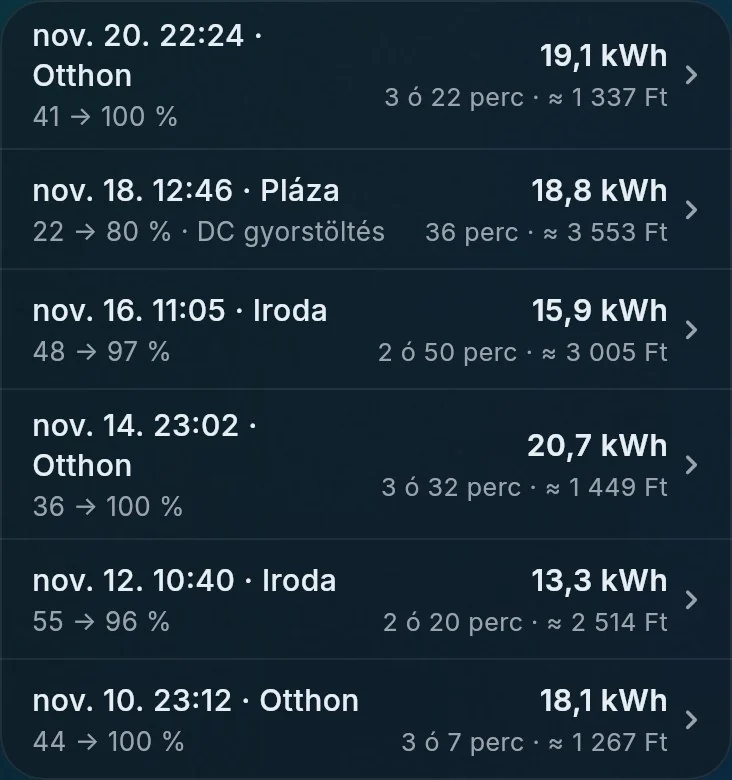 nov. 20. 22:24 ·
Otthon
41 → 100 %
19,1 kWh
3 ó 22 perc · ≈ 1 337 Ft
nov. 18. 12:46 · Pláza
22 → 80 % · DC gyorstöltés
18,8 kWh
36 perc · ≈ 3 553 Ft
nov. 16. 11:05 · Iroda
48 → 97 %
15,9 kWh
2 ó 50 perc · ≈ 3 005 Ft
nov. 14. 23:02 ·
Otthon
36 → 100 %
20,7 kWh
3 ó 32 perc · ≈ 1 449 Ft
nov. 12. 10:40 · Iroda
55 → 96 %
13,3 kWh
2 ó 20 perc · ≈ 2 514 Ft
nov. 10. 23:12 · Otthon
44 → 100 %
18,1 kWh
3 ó 7 perc · ≈ 1 267 Ft